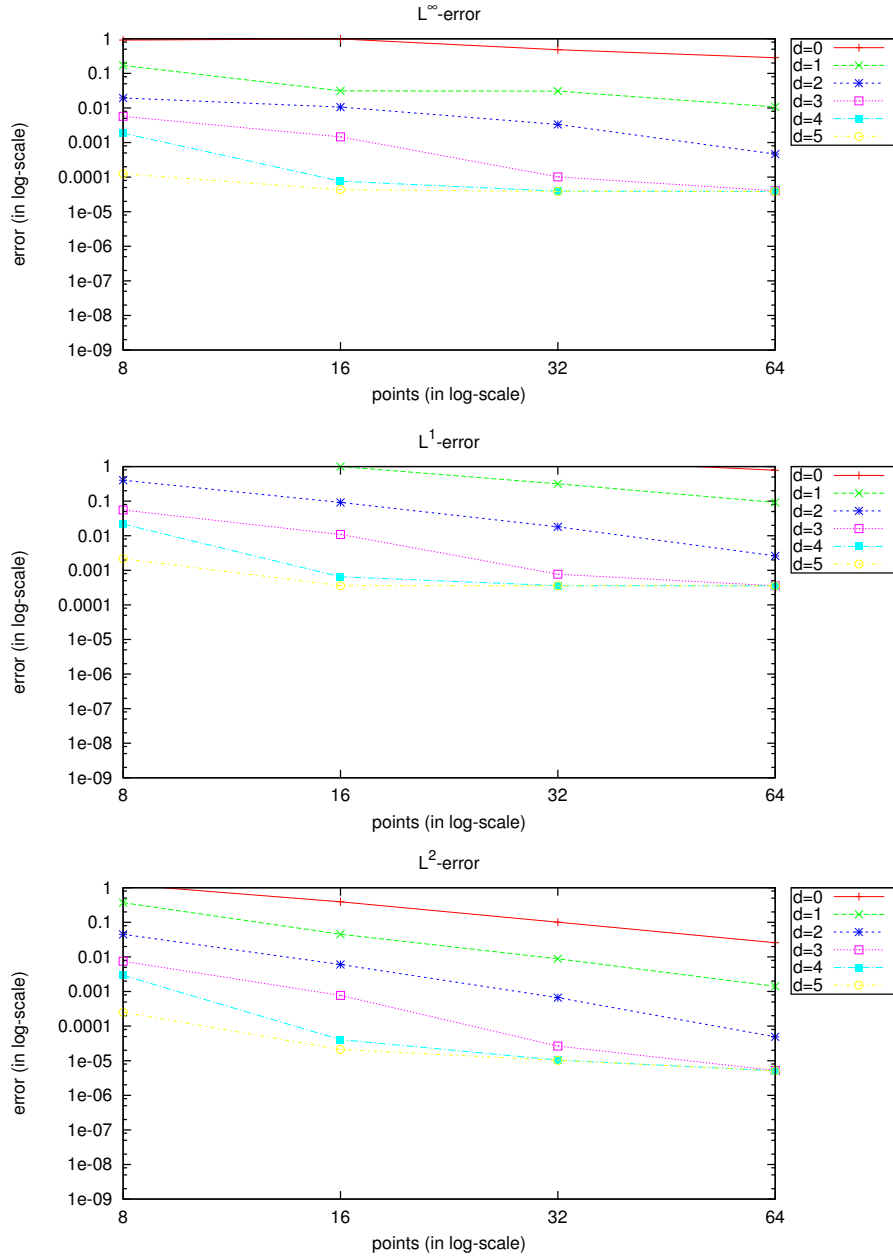 L∞-error
1
0.1
0.01
0.001
0.0001
1e-05
1e-06
1e-07
1e-08
1e-09
8
16
32
64
error (in log-scale)
points (in log-scale)
d=0
d=1
d=2
d=3
d=4
d=5
L1-error
1
0.1
0.01
0.001
0.0001
1e-05
1e-06
1e-07
1e-08
1e-09
8
16
32
64
error (in log-scale)
points (in log-scale)
d=0
d=1
d=2
d=3
d=4
d=5
L2-error
1
0.1
0.01
0.001
0.0001
1e-05
1e-06
1e-07
1e-08
1e-09
8
16
32
64
error (in log-scale)
points (in log-scale)
d=0
d=1
d=2
d=3
d=4
d=5